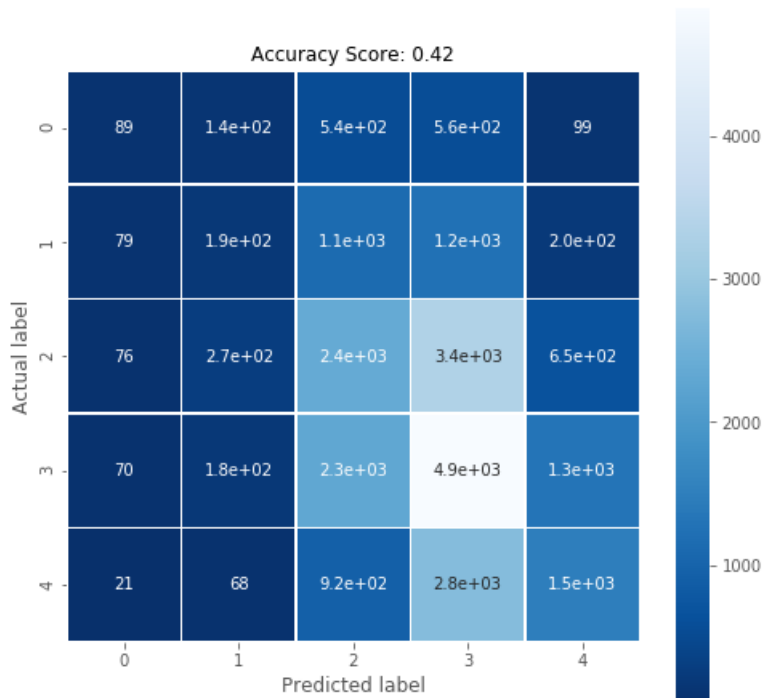 Accuracy Score: 0.42
0 89 1.4e+02 5.4e+02 5.6e+02 99
4000
1 79 1.9e+02 1.1e+03 1.2e+03 2.0e+02
3000
Actual label
2 76 2.7e+02 2.4e+03 3.4e+03 6.5e+02
2000
3 70 1.8e+02 2.3e+03 4.9e+03 1.3e+03
1000
4 21 68 9.2e+02 2.8e+03 1.5e+03
0 1 2 3 4
Predicted label